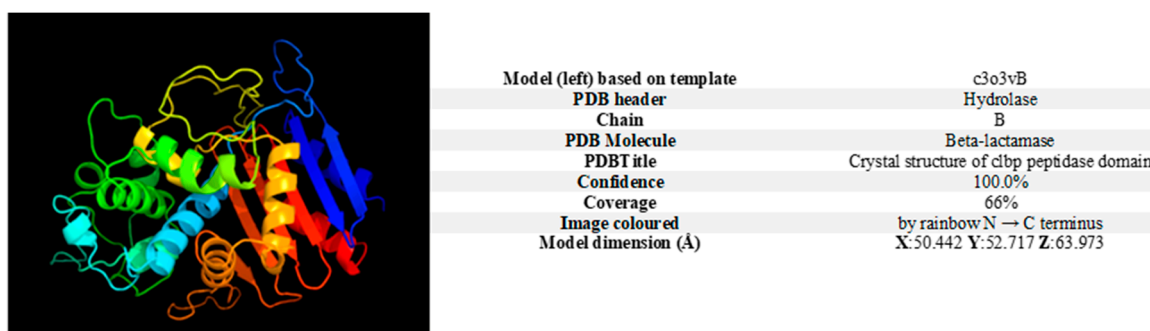 Model (left) based on template c3o3vB
PDB header Hydrolase
Chain B
PDB Molecule Beta-lactamase
PDBTitle Crystal structure of clbp peptidase domain
Confidence 100.0%
Coverage 66%
Image coloured by rainbow N → C terminus
Model dimension (Å) X:50.442 Y:52.717 Z:63.973